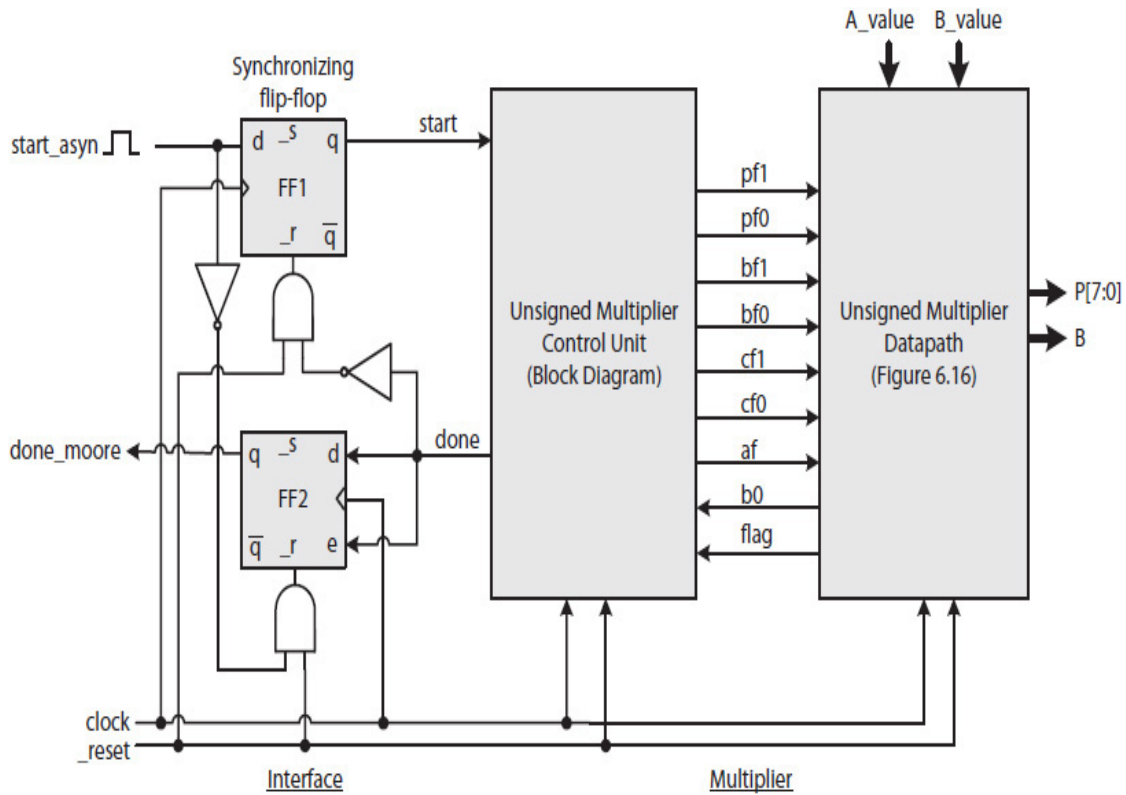 A_value B_value
Synchronizing
flip-flop
start_asyn
d _s q
FF1
_r q
start
pf1
pf0
bf1
bf0
cf1
cf0
af
b0
flag
Unsigned Multiplier
Control Unit
(Block Diagram)
Unsigned Multiplier
Datapath
(Figure 6.16)
P[7:0]
B
done_moore
q _s d
FF2
q _r e
done
clock
_reset
Interface
Multiplier